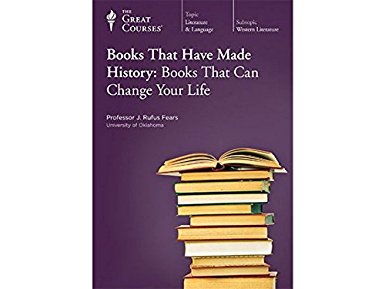 THE
GREAT
COURSES®
Topic
Literature
& Language
Subtopic
Western Literature
Books That Have Made
History: Books That Can
Change Your Life
Professor J. Rufus Fears
University of Oklahoma